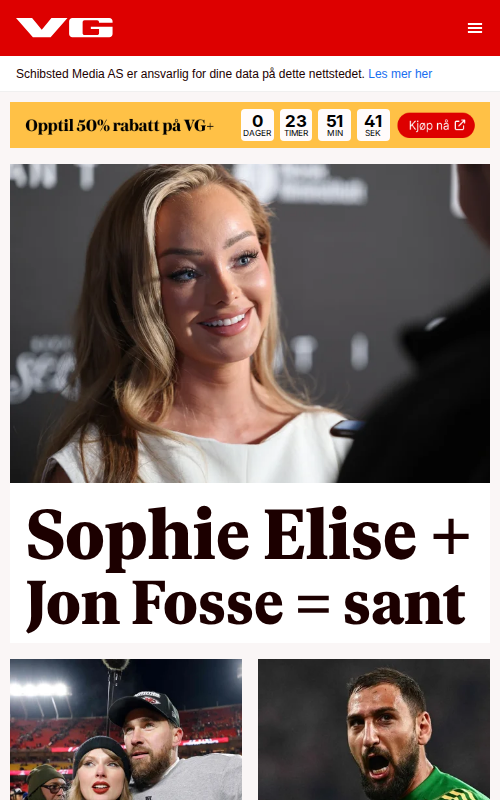 VG
Schibsted Media AS er ansvarlig for dine data på dette nettstedet. Les mer her
Opptil 50% rabatt på VG+
0 23 51 41
DAGER TIMER MIN SEK
Kjøp nå
Sophie Elise +
Jon Fosse = sant